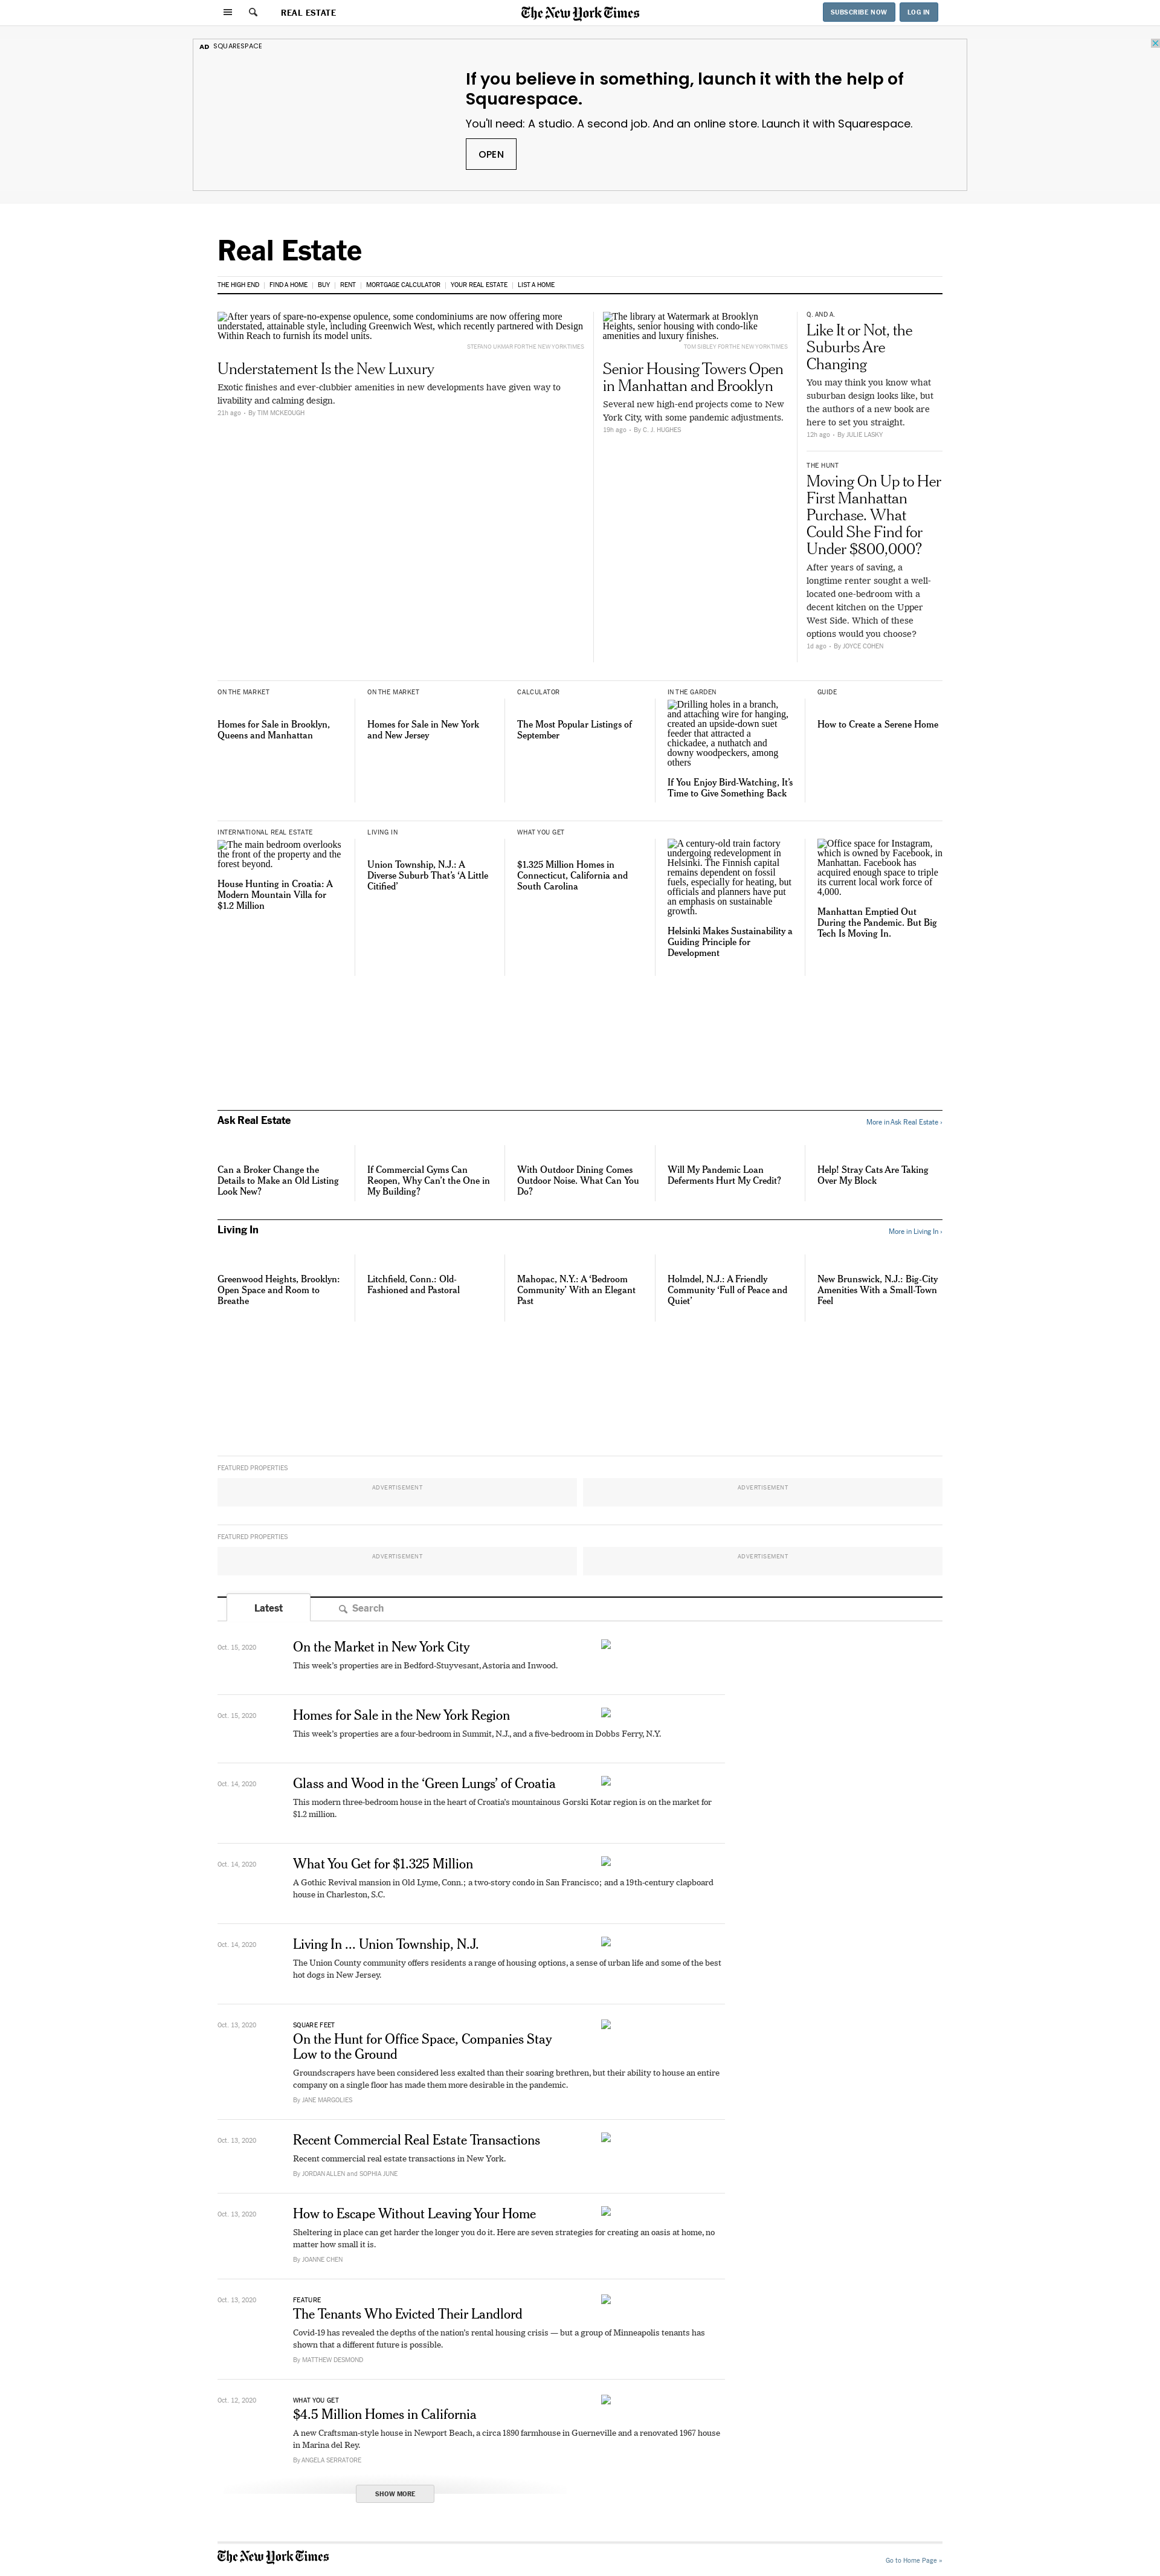 REAL ESTATE
The New York Times
SUBSCRIBE NOW
LOG IN
AD SQUARESPACE
If you believe in something, launch it with the help of
Squarespace.
You'll need: A studio. A second job. And an online store. Launch it with Squarespace.
OPEN
Real Estate
THE HIGH END
FIND A HOME
BUY
RENT
MORTGAGE CALCULATOR
YOUR REAL ESTATE
LIST A HOME
After years of spare-no-expense opulence, some condominiums are now offering more
understated, attainable style, including Greenwich West, which recently partnered with Design
Within Reach to furnish its model units.
STEFANO UKMAR FOR THE NEW YORK TIMES
Understatement Is the New Luxury
Exotic finishes and ever-clubbier amenities in new developments have given way to
livability and calming design.
21h ago • By TIM MCKEOUGH
The library at Watermark at Brooklyn
Heights, senior housing with condo-like
amenities and luxury finishes.
TOM SIBLEY FOR THE NEW YORK TIMES
Senior Housing Towers Open
in Manhattan and Brooklyn
Several new high-end projects come to New
York City, with some pandemic adjustments.
19h ago • By C. J. HUGHES
Q. AND A.
Like It or Not, the
Suburbs Are
Changing
You may think you know what
suburban design looks like, but
the authors of a new book are
here to set you straight.
12h ago • By JULIE LASKY
THE HUNT
Moving On Up to Her
First Manhattan
Purchase. What
Could She Find for
Under $800,000?
After years of saving, a
longtime renter sought a well-
located one-bedroom with a
decent kitchen on the Upper
West Side. Which of these
options would you choose?
1d ago • By JOYCE COHEN
ON THE MARKET
Homes for Sale in Brooklyn,
Queens and Manhattan
ON THE MARKET
Homes for Sale in New York
and New Jersey
CALCULATOR
The Most Popular Listings of
September
IN THE GARDEN
Drilling holes in a branch,
and attaching wire for hanging,
created an upside-down suet
feeder that attracted a
chickadee, a nuthatch and
downy woodpeckers, among
others
If You Enjoy Bird-Watching, It’s
Time to Give Something Back
GUIDE
How to Create a Serene Home
INTERNATIONAL REAL ESTATE
The main bedroom overlooks
the front of the property and the
forest beyond.
House Hunting in Croatia: A
Modern Mountain Villa for
$1.2 Million
LIVING IN
Union Township, N.J.: A
Diverse Suburb That’s ‘A Little
Citified’
WHAT YOU GET
$1.325 Million Homes in
Connecticut, California and
South Carolina
A century-old train factory
undergoing redevelopment in
Helsinki. The Finnish capital
remains dependent on fossil
fuels, especially for heating, but
officials and planners have put
an emphasis on sustainable
growth.
Helsinki Makes Sustainability a
Guiding Principle for
Development
Office space for Instagram,
which is owned by Facebook, in
Manhattan. Facebook has
acquired enough space to triple
its current local work force of
4,000.
Manhattan Emptied Out
During the Pandemic. But Big
Tech Is Moving In.
Ask Real Estate
More in Ask Real Estate ›
Can a Broker Change the
Details to Make an Old Listing
Look New?
If Commercial Gyms Can
Reopen, Why Can’t the One in
My Building?
With Outdoor Dining Comes
Outdoor Noise. What Can You
Do?
Will My Pandemic Loan
Deferments Hurt My Credit?
Help! Stray Cats Are Taking
Over My Block
Living In
More in Living In ›
Greenwood Heights, Brooklyn:
Open Space and Room to
Breathe
Litchfield, Conn.: Old-
Fashioned and Pastoral
Mahopac, N.Y.: A ‘Bedroom
Community’ With an Elegant
Past
Holmdel, N.J.: A Friendly
Community ‘Full of Peace and
Quiet’
New Brunswick, N.J.: Big-City
Amenities With a Small-Town
Feel
FEATURED PROPERTIES
ADVERTISEMENT
ADVERTISEMENT
FEATURED PROPERTIES
ADVERTISEMENT
ADVERTISEMENT
Latest
Search
Oct. 15, 2020
On the Market in New York City
This week’s properties are in Bedford-Stuyvesant, Astoria and Inwood.
Oct. 15, 2020
Homes for Sale in the New York Region
This week’s properties are a four-bedroom in Summit, N.J., and a five-bedroom in Dobbs Ferry, N.Y.
Oct. 14, 2020
Glass and Wood in the ‘Green Lungs’ of Croatia
This modern three-bedroom house in the heart of Croatia’s mountainous Gorski Kotar region is on the market for
$1.2 million.
Oct. 14, 2020
What You Get for $1.325 Million
A Gothic Revival mansion in Old Lyme, Conn.; a two-story condo in San Francisco; and a 19th-century clapboard
house in Charleston, S.C.
Oct. 14, 2020
Living In ... Union Township, N.J.
The Union County community offers residents a range of housing options, a sense of urban life and some of the best
hot dogs in New Jersey.
Oct. 13, 2020
SQUARE FEET
On the Hunt for Office Space, Companies Stay
Low to the Ground
Groundscrapers have been considered less exalted than their soaring brethren, but their ability to house an entire
company on a single floor has made them more desirable in the pandemic.
By JANE MARGOLIES
Oct. 13, 2020
Recent Commercial Real Estate Transactions
Recent commercial real estate transactions in New York.
By JORDAN ALLEN and SOPHIA JUNE
Oct. 13, 2020
How to Escape Without Leaving Your Home
Sheltering in place can get harder the longer you do it. Here are seven strategies for creating an oasis at home, no
matter how small it is.
By JOANNE CHEN
Oct. 13, 2020
FEATURE
The Tenants Who Evicted Their Landlord
Covid-19 has revealed the depths of the nation’s rental housing crisis — but a group of Minneapolis tenants has
shown that a different future is possible.
By MATTHEW DESMOND
Oct. 12, 2020
WHAT YOU GET
$4.5 Million Homes in California
A new Craftsman-style house in Newport Beach, a circa 1890 farmhouse in Guerneville and a renovated 1967 house
in Marina del Rey.
By ANGELA SERRATORE
SHOW MORE
The New York Times
Go to Home Page »